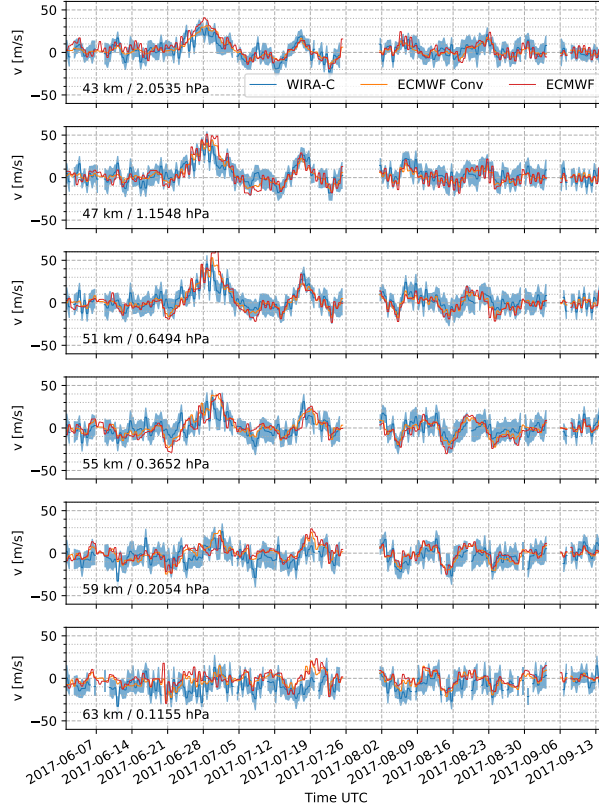 v [m/s]
50
0
−50
43 km / 2.0535 hPa
WIRA-C
ECMWF Conv
ECMWF
v [m/s]
50
0
−50
47 km / 1.1548 hPa
v [m/s]
50
0
−50
51 km / 0.6494 hPa
v [m/s]
50
0
−50
55 km / 0.3652 hPa
v [m/s]
50
0
−50
59 km / 0.2054 hPa
v [m/s]
50
0
−50
63 km / 0.1155 hPa
2017-06-07
2017-06-14
2017-06-21
2017-06-28
2017-07-05
2017-07-12
2017-07-19
2017-07-26
2017-08-02
2017-08-09
2017-08-16
2017-08-23
2017-08-30
2017-09-06
2017-09-13
Time UTC